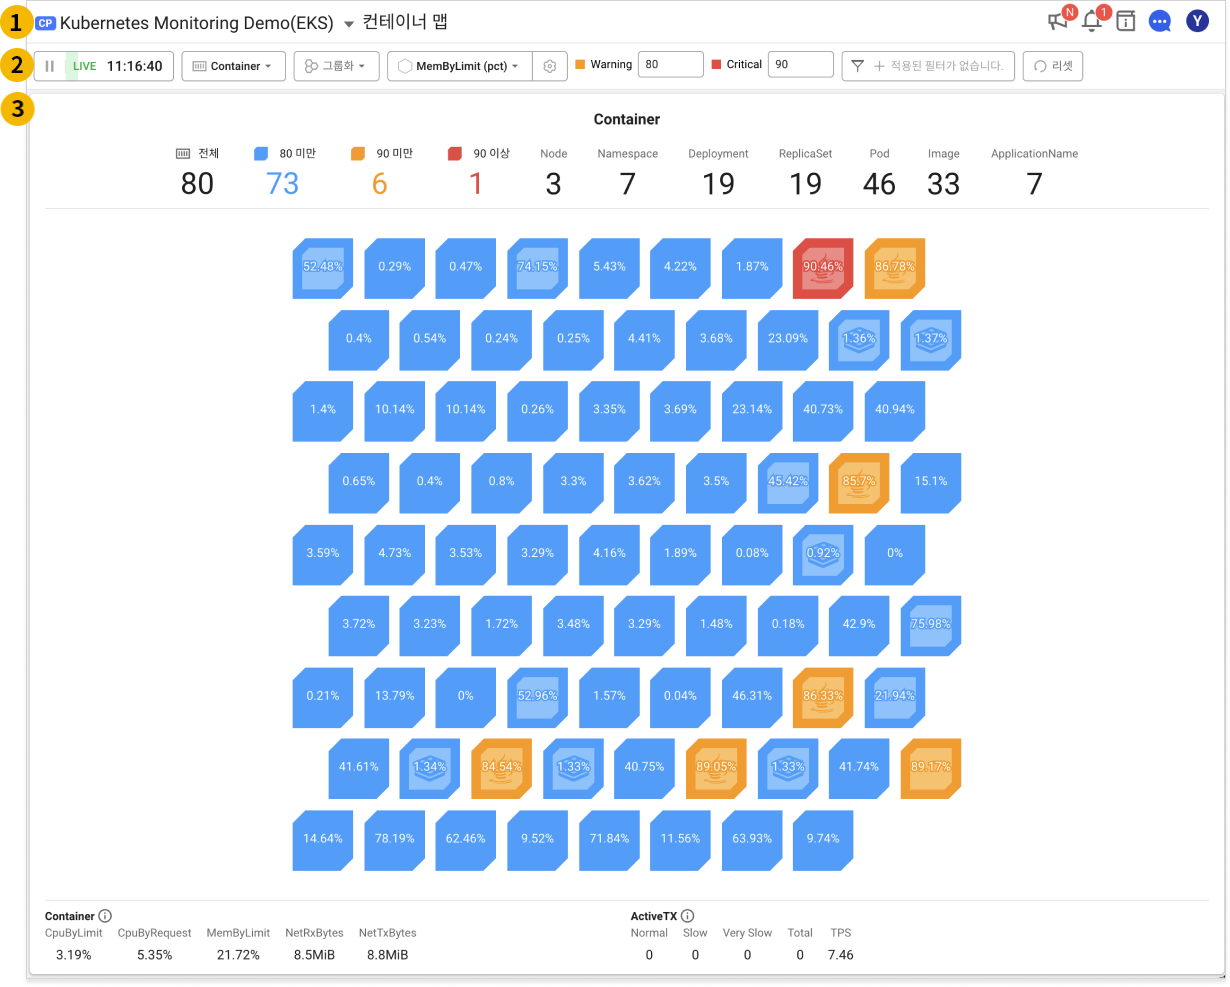 1 CP Kubernetes Monitoring Demo(EKS) 컨테이너 맵 N 1 Y
2 LIVE 11:16:40 Container 그룹화 MemByLimit (pct) Warning 80 Critical 90 적용된 필터가 없습니다. 리셋
3
Container
전체 80 미만 90 미만 90 이상 Node Namespace Deployment ReplicaSet Pod Image ApplicationName
80 73 6 1 3 7 19 19 46 33 7
52.48% 0.29% 0.47% 74.15% 5.43% 4.22% 1.87% 90.46% 86.78%
0.4% 0.54% 0.24% 0.25% 4.41% 3.68% 23.09% 1.36% 1.37%
1.4% 10.14% 10.14% 0.26% 3.35% 3.69% 23.14% 40.73% 40.94%
0.65% 0.4% 0.8% 3.3% 3.62% 3.5% 45.42% 85.7% 15.1%
3.59% 4.73% 3.53% 3.29% 4.16% 1.89% 0.08% 0.92% 0%
3.72% 3.23% 1.72% 3.48% 3.29% 1.48% 0.18% 42.9% 75.98%
0.21% 13.79% 0% 52.96% 1.57% 0.04% 46.31% 86.33% 21.94%
41.61% 1.34% 84.54% 1.33% 40.75% 89.05% 1.33% 41.74% 89.17%
14.64% 78.19% 62.46% 9.52% 71.84% 11.56% 63.93% 9.74%
Container ActiveTX
CpuByLimit CpuByRequest MemByLimit NetRxBytes NetTxBytes Normal Slow Very Slow Total TPS
3.19% 5.35% 21.72% 8.5MiB 8.8MiB 0 0 0 0 7.46